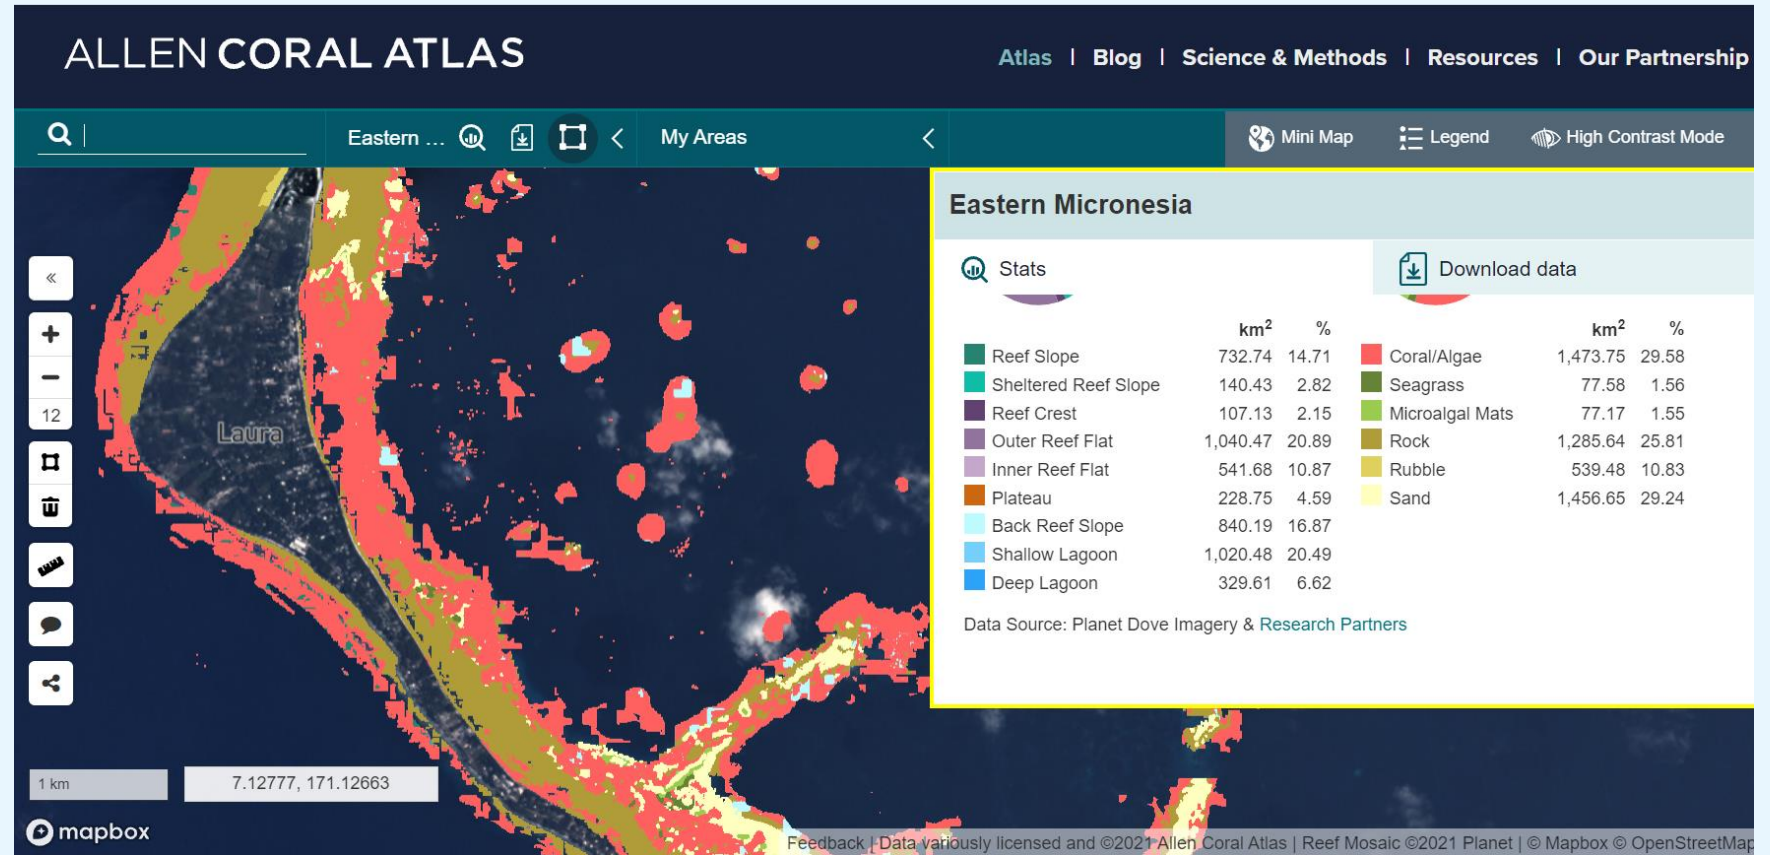 ALLEN CORAL ATLAS
Atlas | Blog | Science & Methods | Resources | Our Partnership
Eastern ...
My Areas
Mini Map
Legend
High Contrast Mode
Eastern Micronesia
Stats
Download data
km² %
Reef Slope 732.74 14.71
Sheltered Reef Slope 140.43 2.82
Reef Crest 107.13 2.15
Outer Reef Flat 1,040.47 20.89
Inner Reef Flat 541.68 10.87
Plateau 228.75 4.59
Back Reef Slope 840.19 16.87
Shallow Lagoon 1,020.48 20.49
Deep Lagoon 329.61 6.62
km² %
Coral/Algae 1,473.75 29.58
Seagrass 77.58 1.56
Microalgal Mats 77.17 1.55
Rock 1,285.64 25.81
Rubble 539.48 10.83
Sand 1,456.65 29.24
Data Source: Planet Dove Imagery & Research Partners
«
+
−
12
Laura
1 km
7.12777, 171.12663
mapbox
Feedback | Data variously licensed and ©2021 Allen Coral Atlas | Reef Mosaic ©2021 Planet | © Mapbox © OpenStreetMap